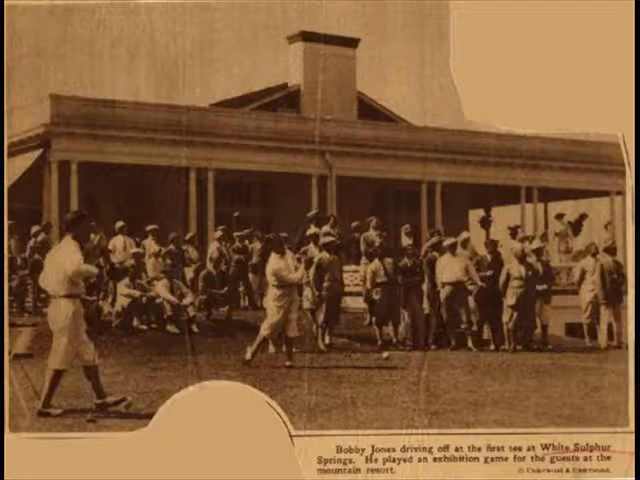 Bobby Jones driving off at the first tee at White Sulphur
Springs. He played an exhibition game for the guests at the
mountain resort.
© Underwood & Underwood.